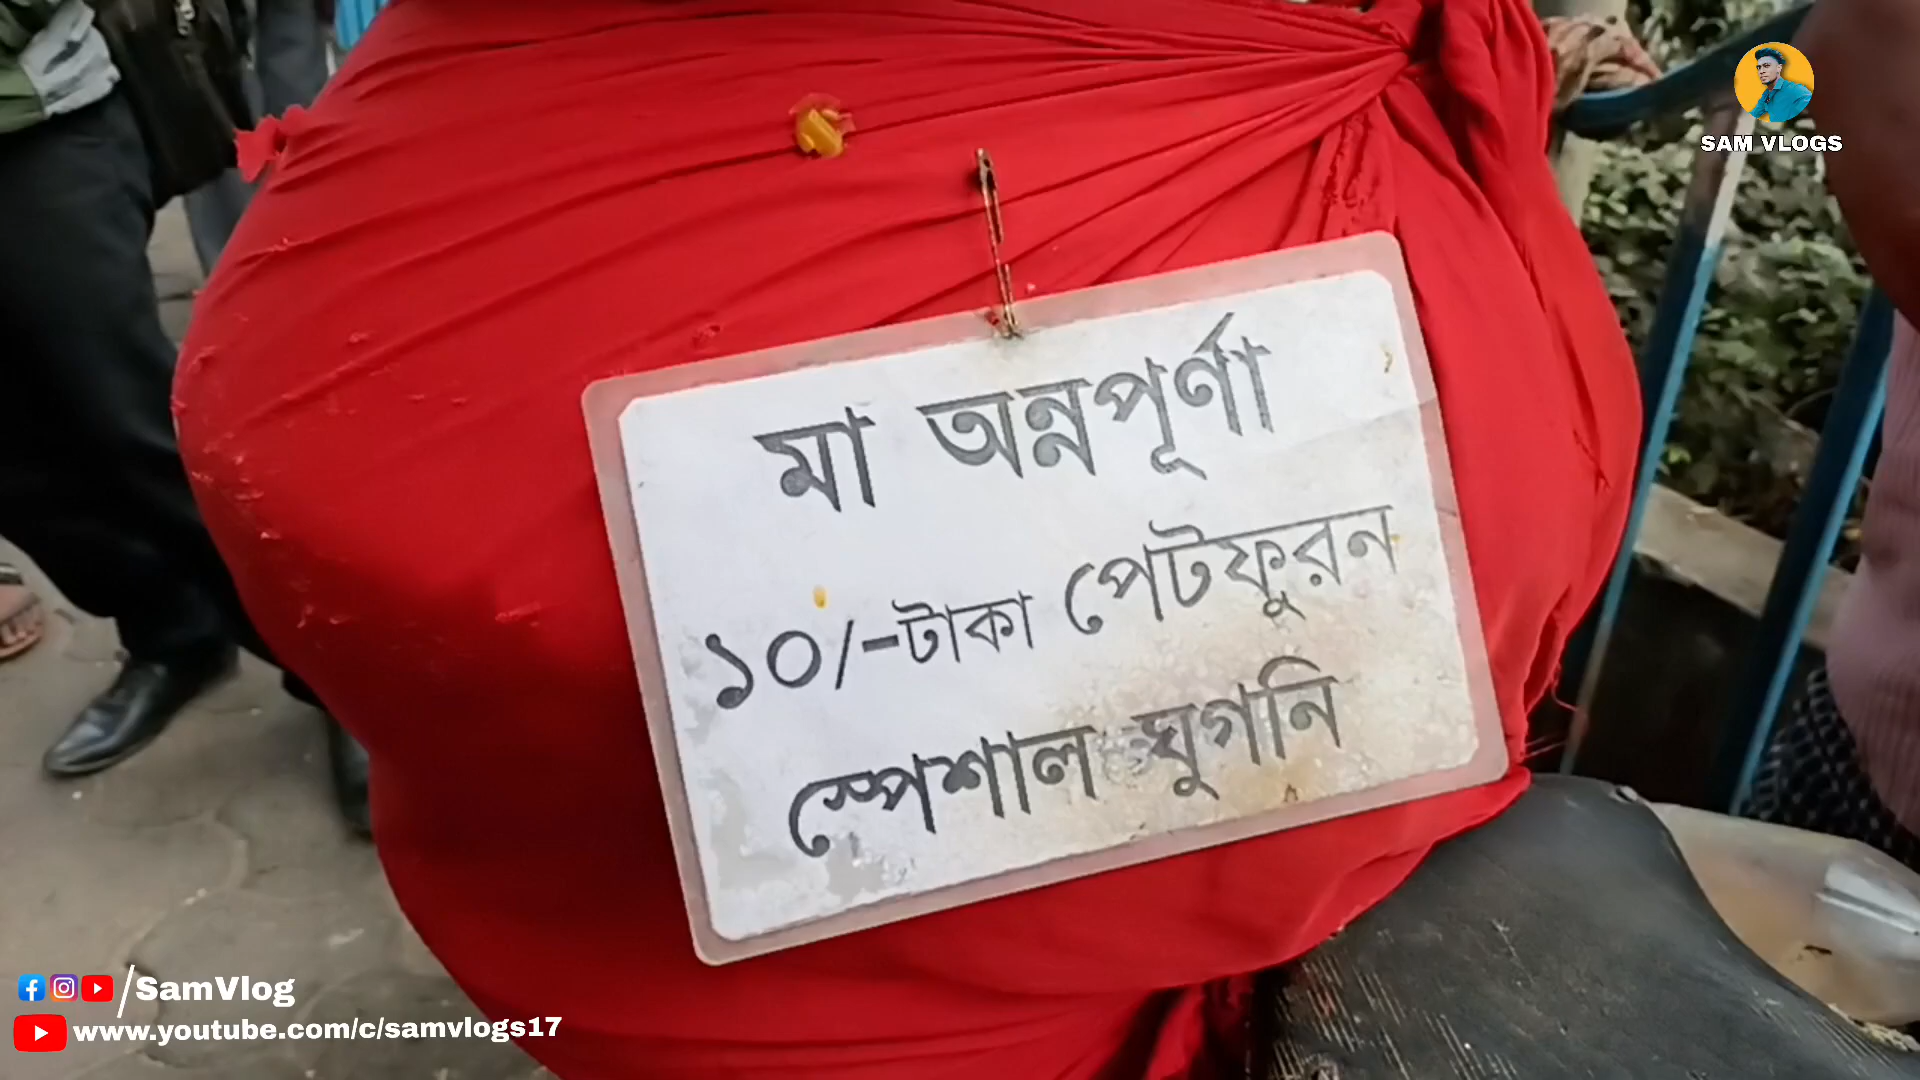 SAM VLOGS
মা অন্নপূর্ণা
১০/-টাকা পেটফুরন
স্পেশাল ঘুগনি
/SamVlog
www.youtube.com/c/samvlogs17